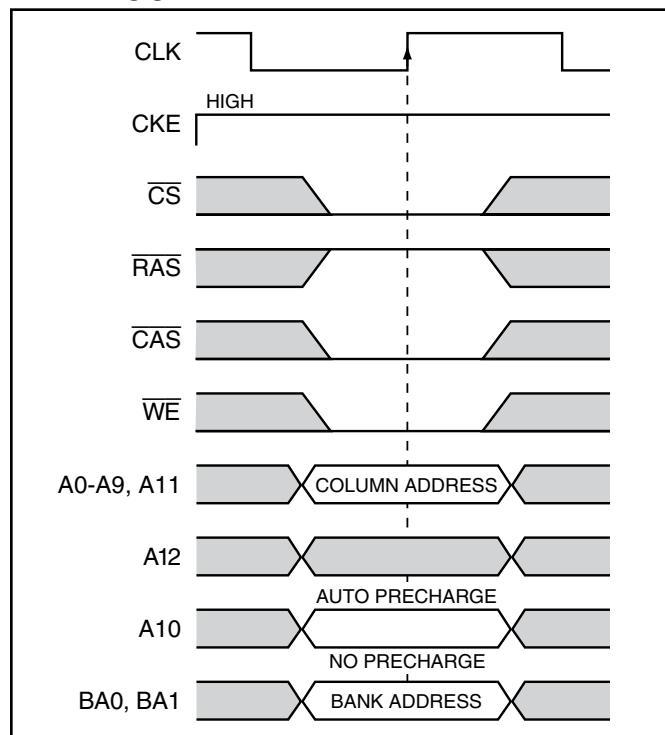 CLK
HIGH
CKE
CS
RAS
CAS
WE
A0-A9, A11
COLUMN ADDRESS
A12
AUTO PRECHARGE
A10
NO PRECHARGE
BA0, BA1
BANK ADDRESS